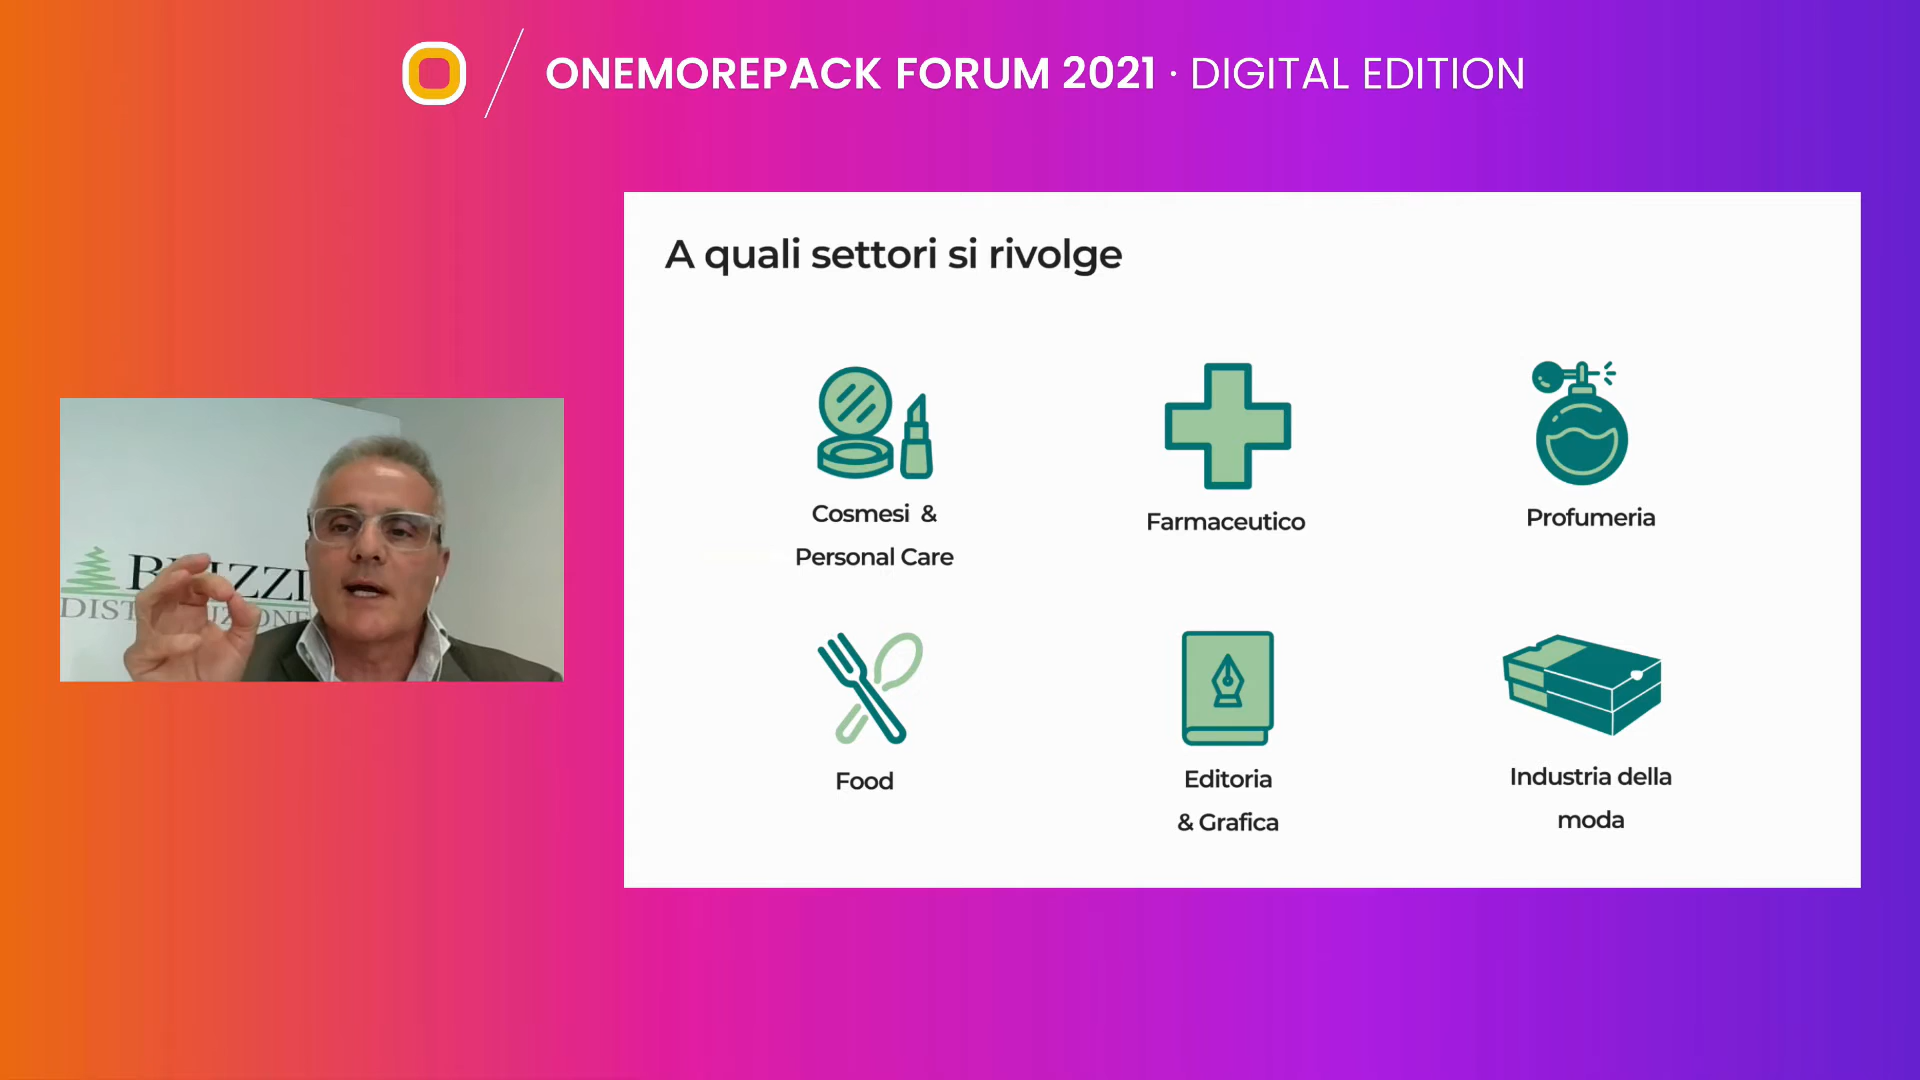 ONEMOREPACK FORUM 2021 · DIGITAL EDITION
A quali settori si rivolge
Cosmesi &
Personal Care
Farmaceutico
Profumeria
Food
Editoria
& Grafica
Industria della
moda